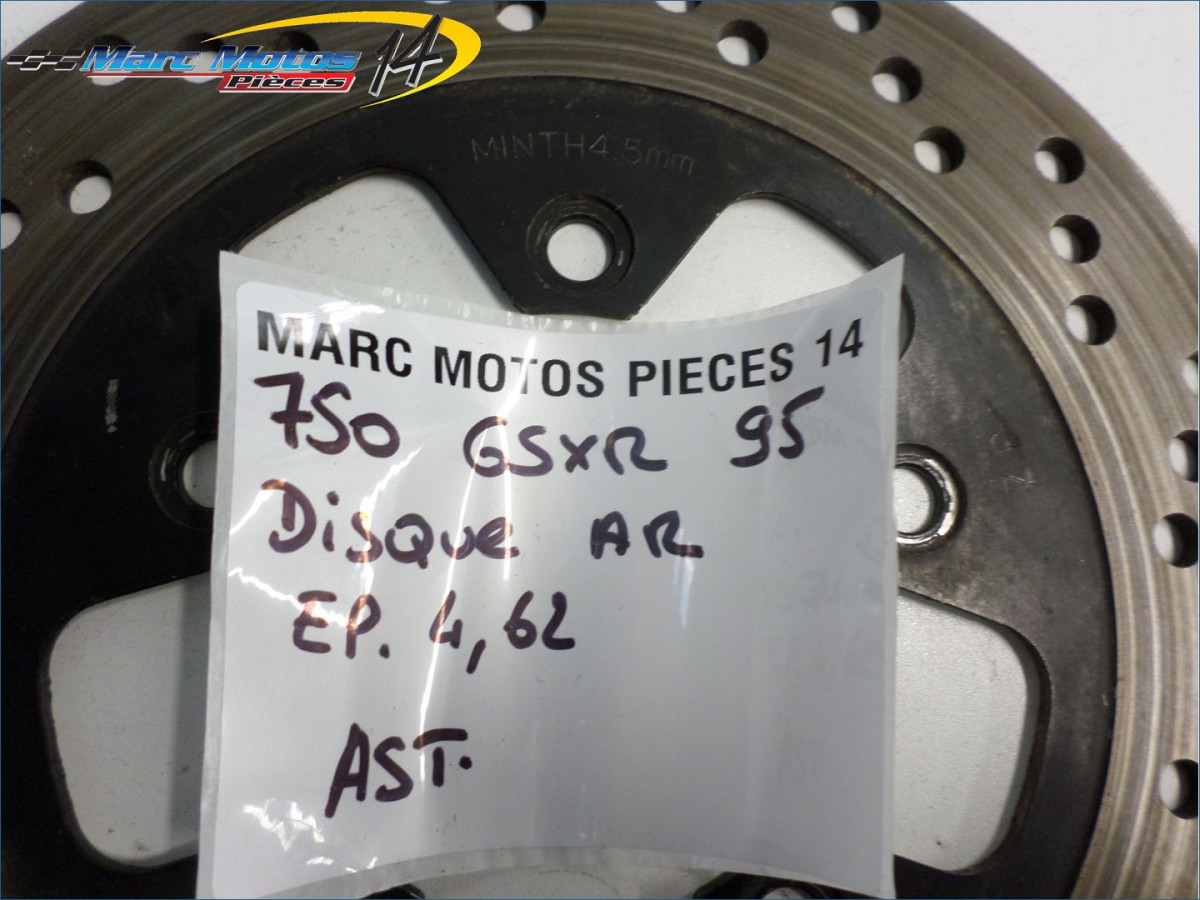 Marc Motos 14
Pièces
MINTH4.5mm
MARC MOTOS PIECES 14
750 GSXR 95
Disque AR
EP. 4,62
AST.